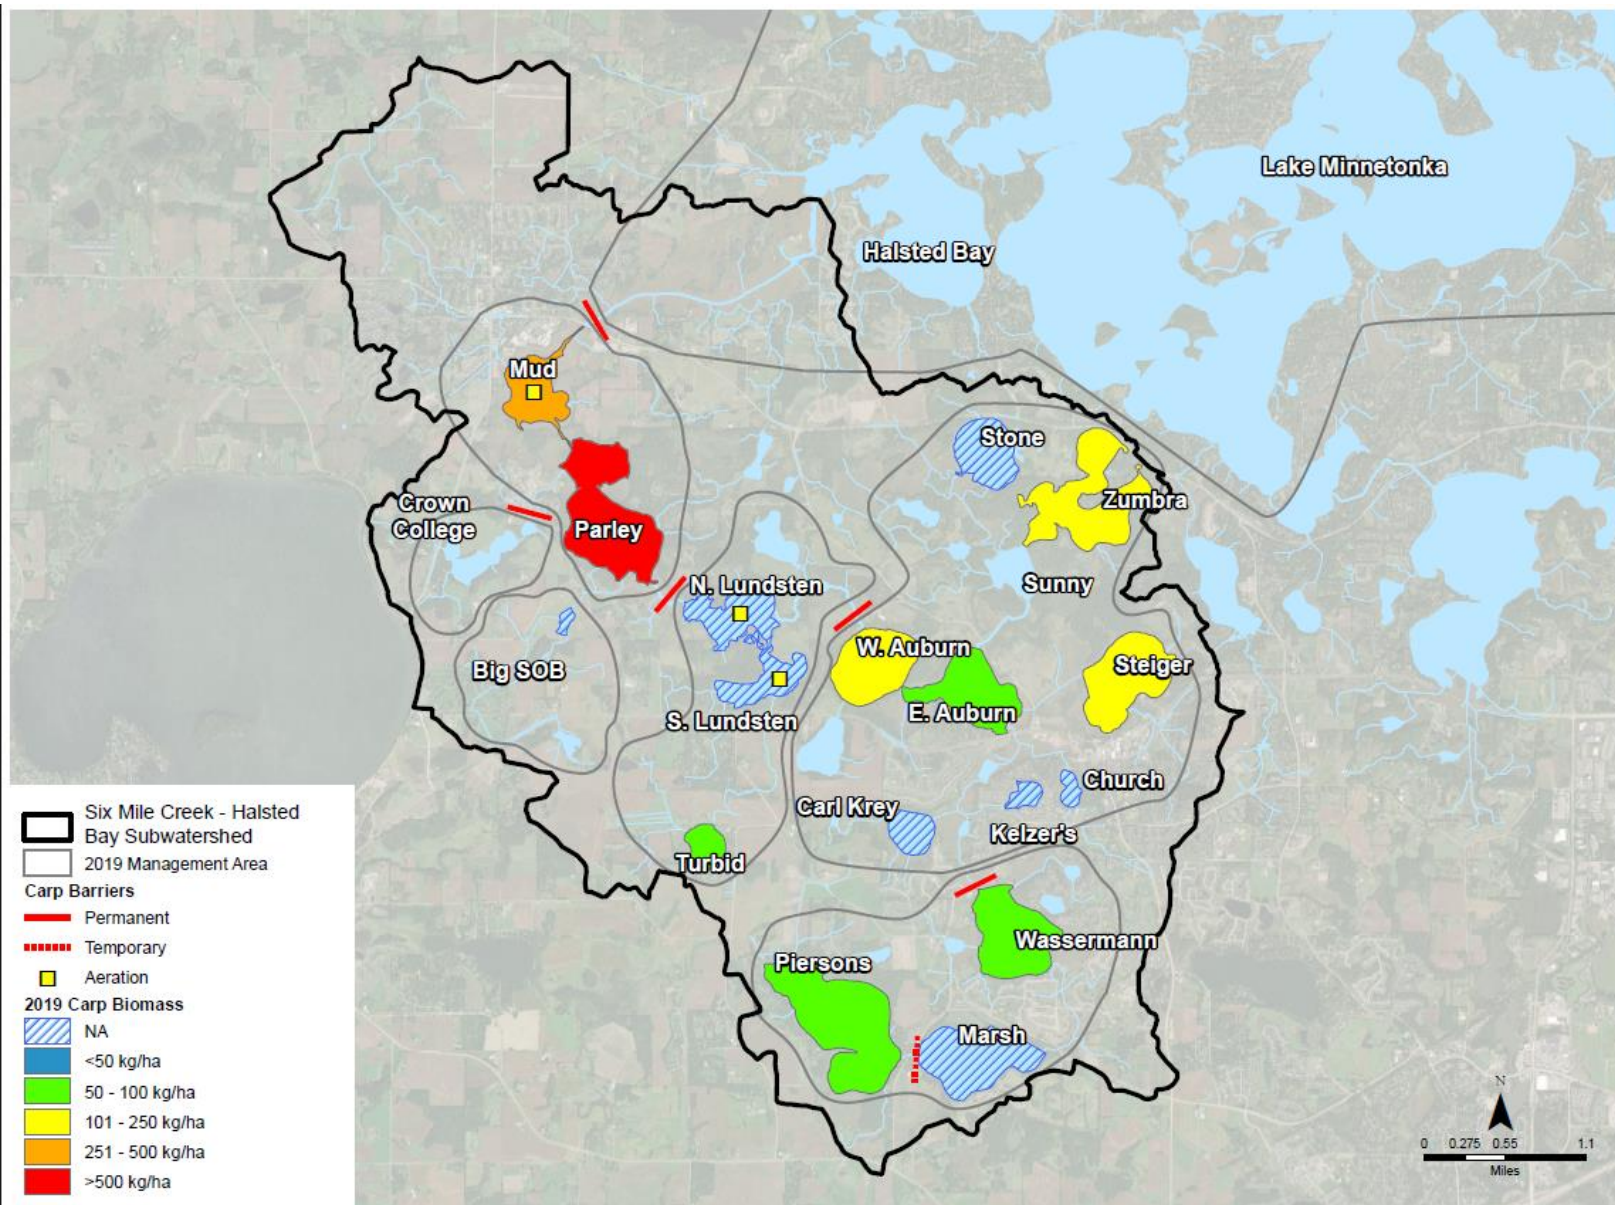 Lake Minnetonka
Halsted Bay
Mud
Stone
Zumbra
Crown
College
Parley
N. Lundsten
Sunny
W. Auburn
Steiger
Big SOB
E. Auburn
S. Lundsten
Church
Carl Krey
Kelzer's
Turbid
Wassermann
Piersons
Marsh
Six Mile Creek - Halsted
Bay Subwatershed
2019 Management Area
Carp Barriers
Permanent
Temporary
Aeration
2019 Carp Biomass
NA
<50 kg/ha
50 - 100 kg/ha
101 - 250 kg/ha
251 - 500 kg/ha
>500 kg/ha
N
0 0.275 0.55 1.1
Miles